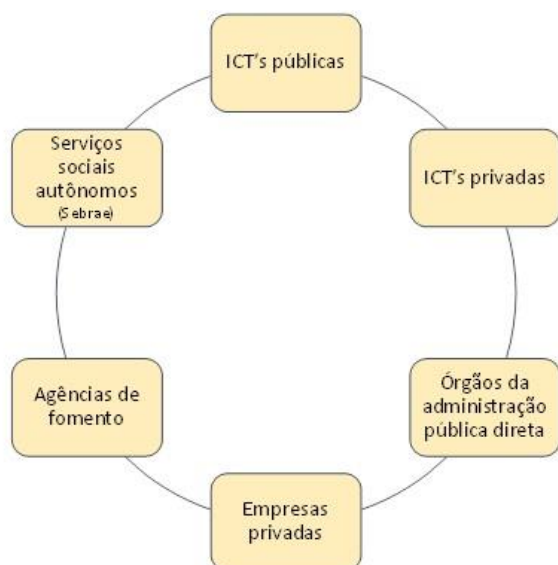 ICT's públicas
ICT's privadas
Órgãos da
administração
pública direta
Empresas
privadas
Agências de
fomento
Serviços
sociais
autônomos
(Sebrae)